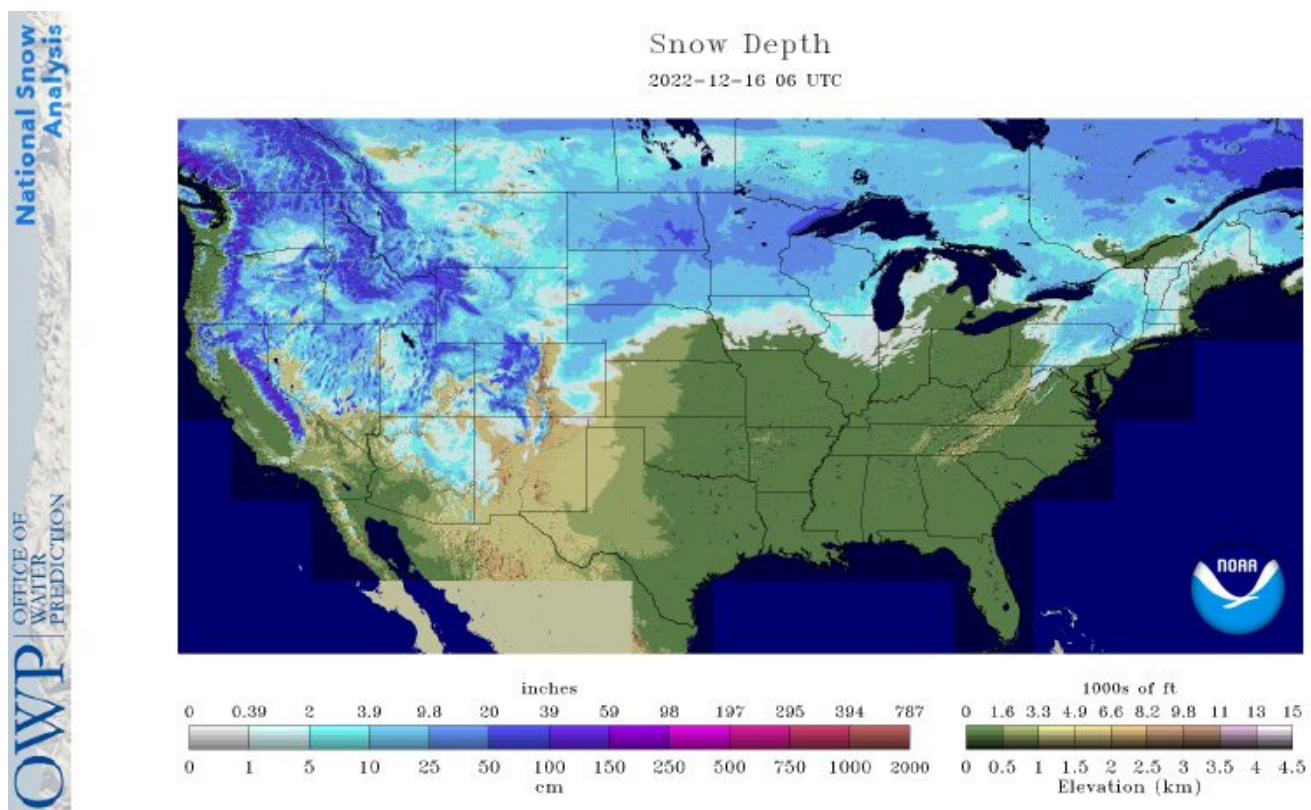 National Snow
Analysis
OWP
OFFICE OF
WATER
PREDICTION
Snow Depth
2022-12-16 06 UTC
NOAA
inches
0 0.39 2 3.9 9.8 20 39 59 98 197 295 394 787
0 1 5 10 25 50 100 150 250 500 750 1000 2000
cm
1000s of ft
0 1.6 3.3 4.9 6.6 8.2 9.8 11 13 15
0 0.5 1 1.5 2 2.5 3 3.5 4 4.5
Elevation (km)